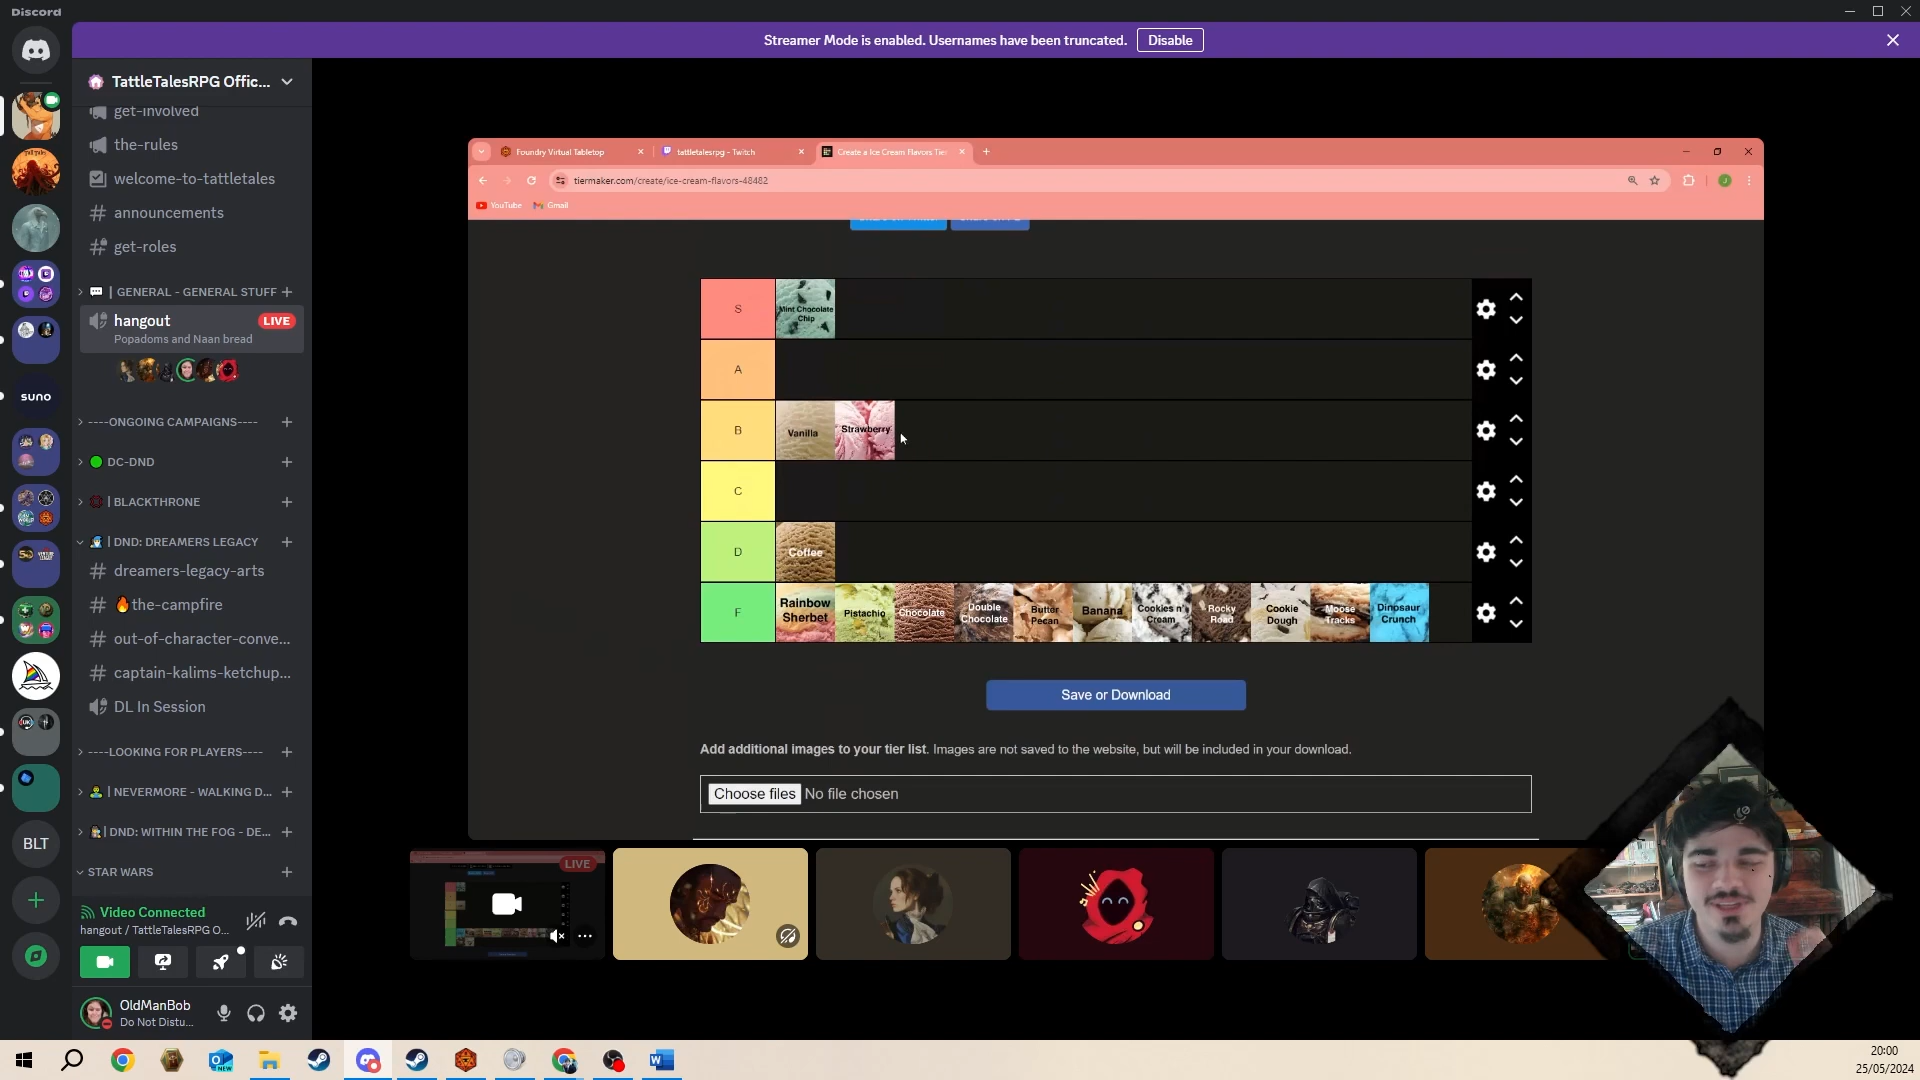 Discord
Streamer Mode is enabled. Usernames have been truncated.
Disable
TattleTalesRPG Offic...
get-involved
the-rules
welcome-to-tattletales
announcements
get-roles
| GENERAL - GENERAL STUFF
hangout
LIVE
Popadoms and Naan bread
suno
----ONGOING CAMPAIGNS----
DC-DND
| BLACKTHRONE
| DND: DREAMERS LEGACY
dreamers-legacy-arts
the-campfire
out-of-character-conve...
captain-kalims-ketchup...
DL In Session
----LOOKING FOR PLAYERS----
| NEVERMORE - WALKING D...
| DND: WITHIN THE FOG - DE...
BLT
STAR WARS
Video Connected
hangout / TattleTalesRPG O...
OldManBob
Do Not Distu...
Foundry Virtual Tabletop
tattletalesrpg - Twitch
Create a Ice Cream Flavors Tier
tiermaker.com/create/ice-cream-flavors-48482
YouTube
Gmail
S
Mint Chocolate
Chip
A
B
Vanilla
Strawberry
C
D
Coffee
F
Rainbow
Sherbet
Pistachio
Chocolate
Double
Chocolate
Butter
Pecan
Banana
Cookies n'
Cream
Rocky
Road
Cookie
Dough
Moose
Tracks
Dinosaur
Crunch
Save or Download
Add additional images to your tier list. Images are not saved to the website, but will be included in your download.
Choose files No file chosen
LIVE
20:00
25/05/2024